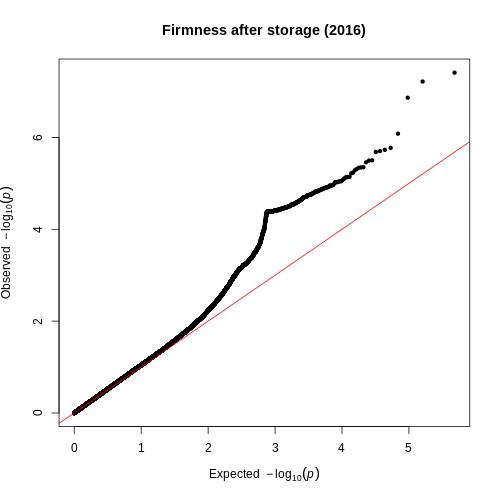 Firmness after storage (2016)
Observed −log₁₀(p)
6
4
2
0
0 1 2 3 4 5
Expected −log₁₀(p)